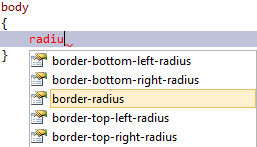 body
{
radiu
}
border-bottom-left-radius
border-bottom-right-radius
border-radius
border-top-left-radius
border-top-right-radius